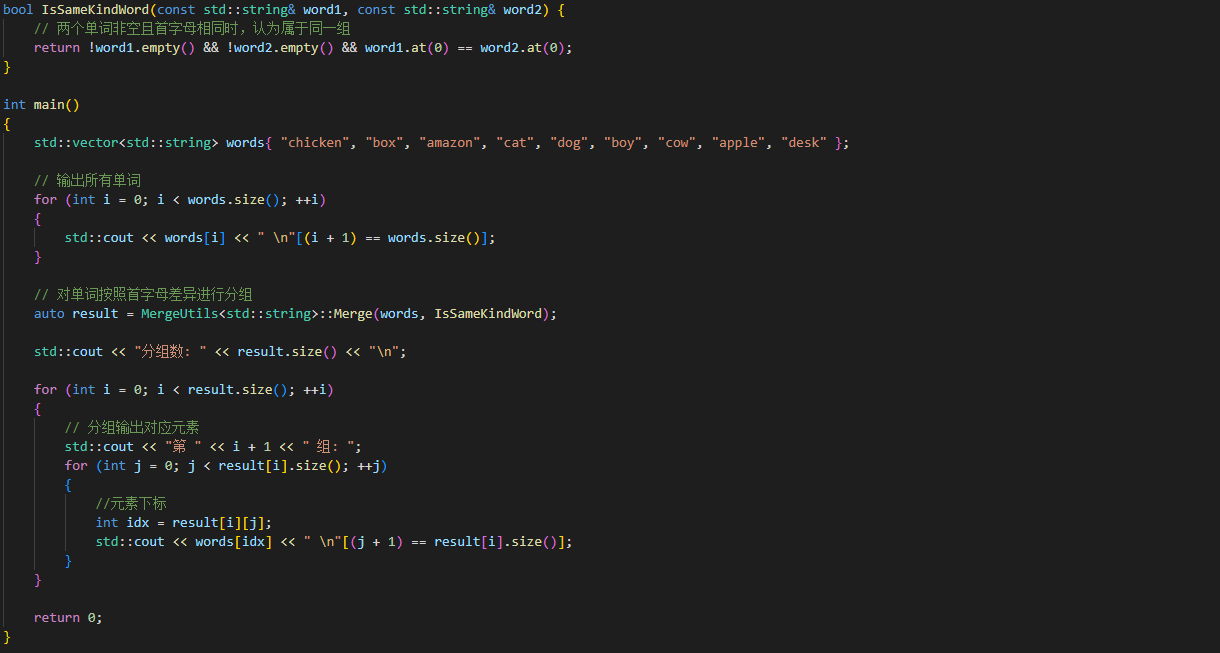 bool IsSameKindWord(const std::string& word1, const std::string& word2) {
    // 两个单词非空且首字母相同时，认为属于同一组
    return !word1.empty() && !word2.empty() && word1.at(0) == word2.at(0);
}

int main()
{
    std::vector<std::string> words{ "chicken", "box", "amazon", "cat", "dog", "boy", "cow", "apple", "desk" };

    // 输出所有单词
    for (int i = 0; i < words.size(); ++i)
    {
        std::cout << words[i] << " \n"[(i + 1) == words.size()];
    }

    // 对单词按照首字母差异进行分组
    auto result = MergeUtils<std::string>::Merge(words, IsSameKindWord);

    std::cout << "分组数: " << result.size() << "\n";

    for (int i = 0; i < result.size(); ++i)
    {
        // 分组输出对应元素
        std::cout << "第 " << i + 1 << " 组: ";
        for (int j = 0; j < result[i].size(); ++j)
        {
            //元素下标
            int idx = result[i][j];
            std::cout << words[idx] << " \n"[(j + 1) == result[i].size()];
        }
    }

    return 0;
}